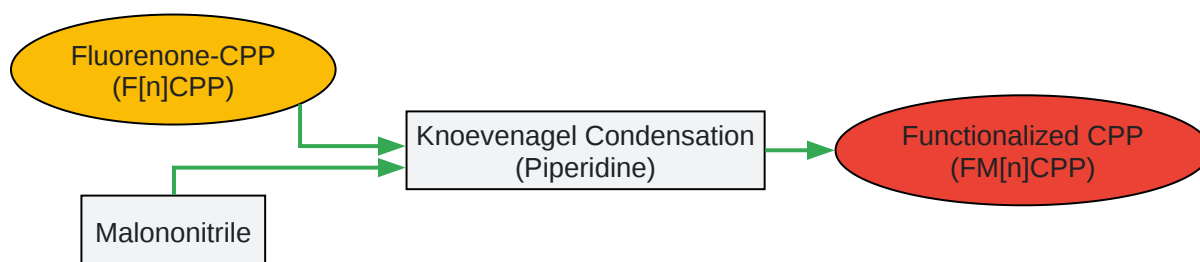 Fluorenone-CPP
(F[n]CPP)
Malononitrile
Knoevenagel Condensation
(Piperidine)
Functionalized CPP
(FM[n]CPP)